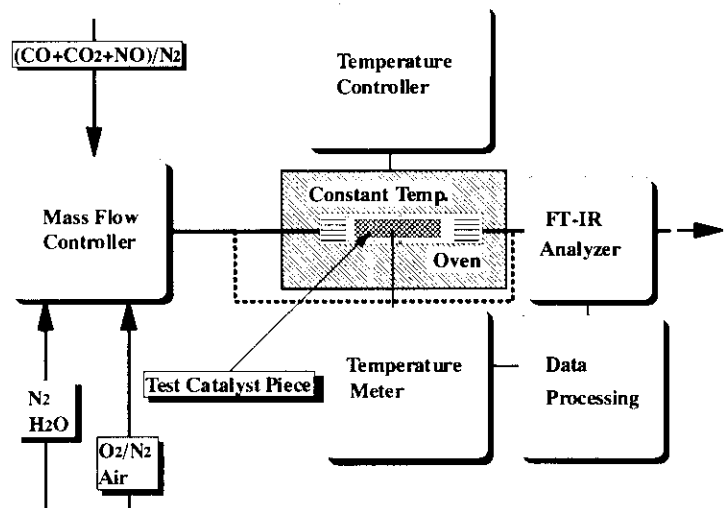 (CO+CO2+NO)/N2
Temperature
Controller
Mass Flow
Controller
Constant Temp.
Oven
FT-IR
Analyzer
Test Catalyst Piece
Temperature
Meter
Data
Processing
N2
H2O
O2/N2
Air